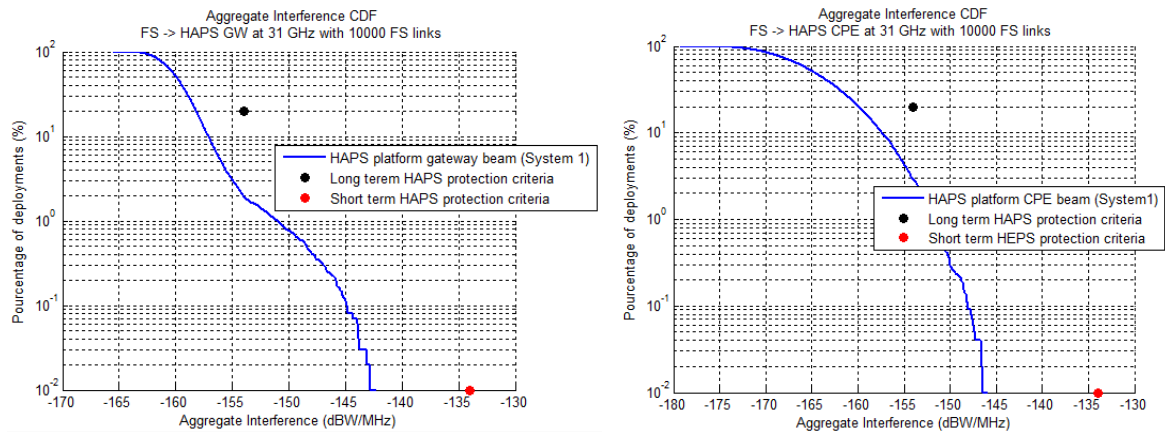 Aggregate Interference CDF
FS -> HAPS GW at 31 GHz with 10000 FS links
Pourcentage of deployments (%)
10^2
10^1
10^0
10^-1
10^-2
HAPS platform gateway beam (System 1)
Long terem HAPS protection criteria
Short term HAPS protection criteria
-170 -165 -160 -155 -150 -145 -140 -135 -130
Aggregate Interference (dBW/MHz)
Aggregate Interference CDF
FS -> HAPS CPE at 31 GHz with 10000 FS links
Pourcentage of deployments (%)
10^2
10^1
10^0
10^-1
10^-2
HAPS platform CPE beam (System1)
Long term HAPS protection criteria
Short term HEPS protection criteria
-180 -175 -170 -165 -160 -155 -150 -145 -140 -135 -130
Aggregate Interference (dBW/MHz)